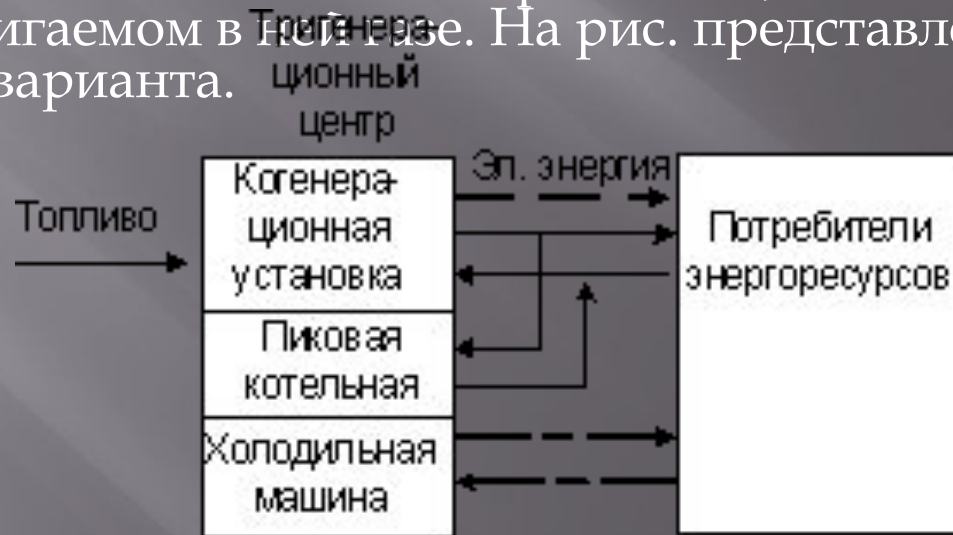 игаемом в ней газе. На рис. представле
варианта.
Тригенера-
ционный
центр
Топливо
Когенера-
ционная
установка
Эл. энергия
Потребители
энергоресурсов
Пиковая
котельная
Холодильная
машина